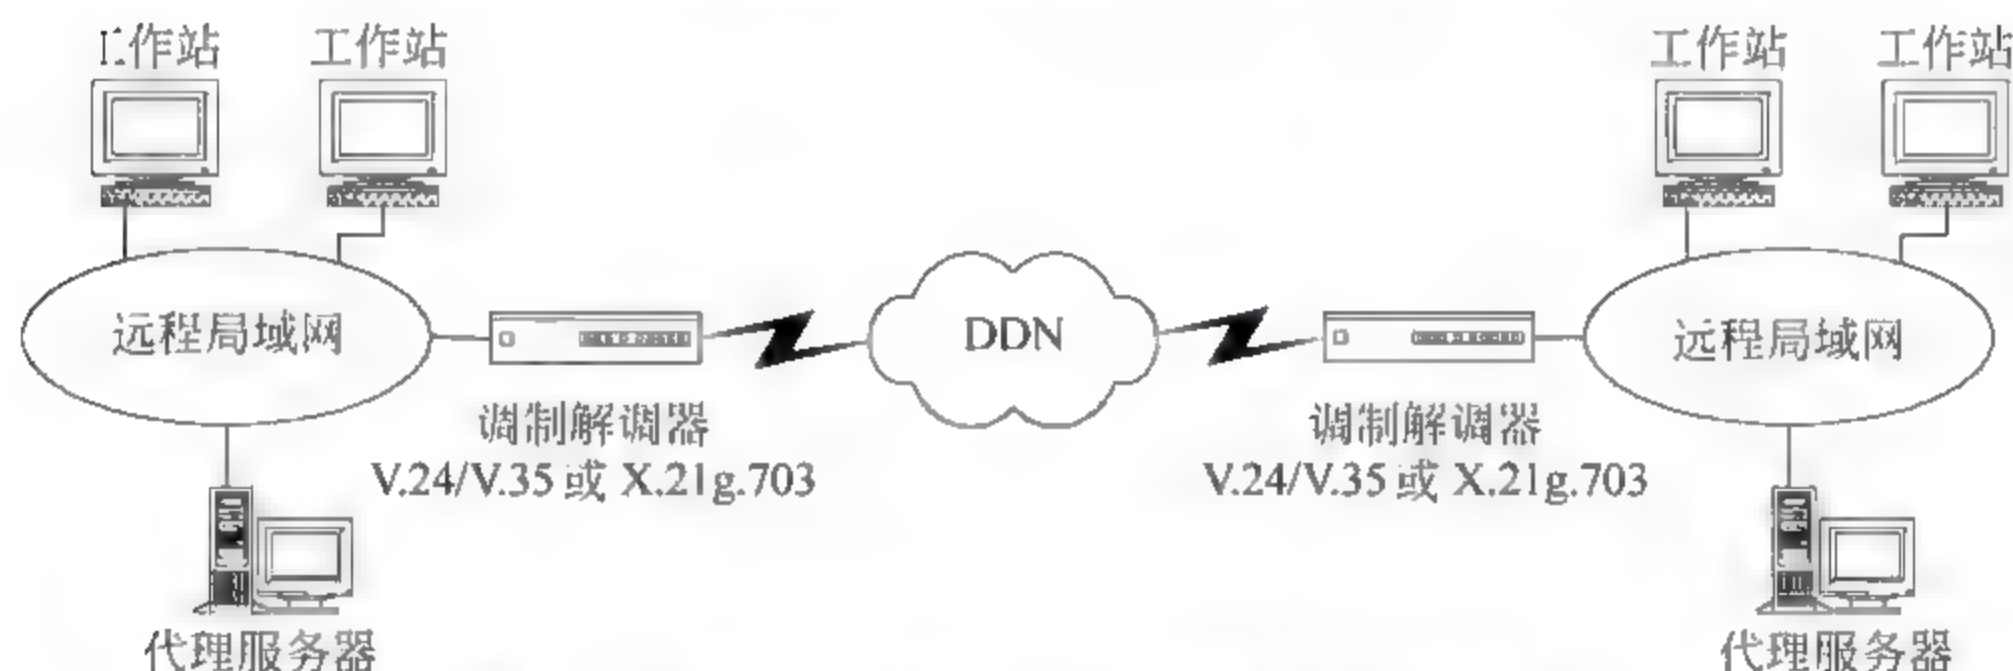 工作站
工作站
工作站
工作站
远程局域网
DDN
远程局域网
调制解调器
V.24/V.35 或 X.21g.703
调制解调器
V.24/V.35 或 X.21g.703
代理服务器
代理服务器